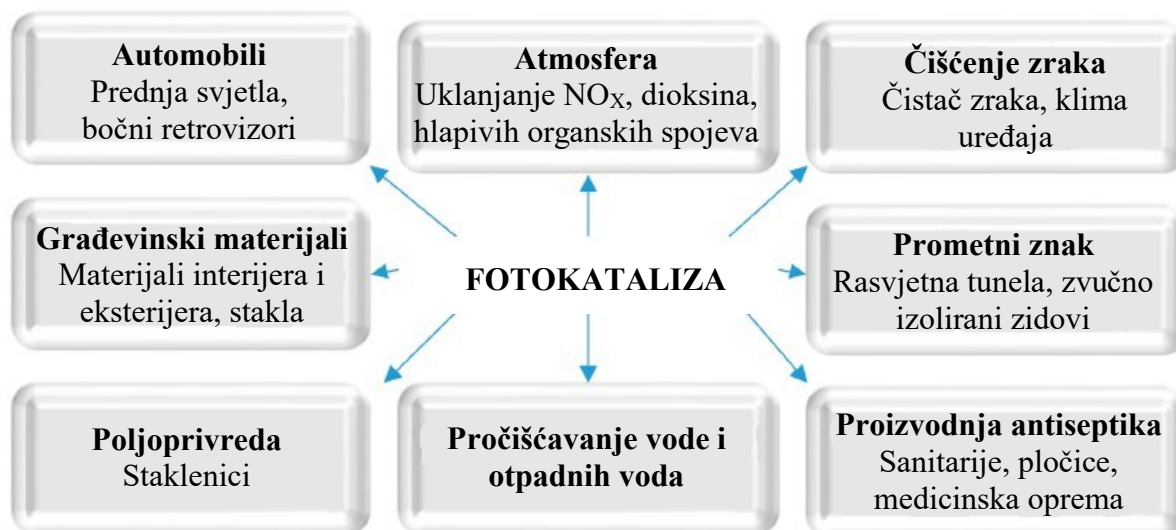 Automobili
Prednja svjetla,
bočni retrovizori
Atmosfera
Uklanjanje NOX, dioksina,
hlapivih organskih spojeva
Čišćenje zraka
Čistač zraka, klima
uređaja
Građevinski materijali
Materijali interijera i
eksterijera, stakla
FOTOKATALIZA
Prometni znak
Rasvjetna tunela, zvučno
izolirani zidovi
Poljoprivreda
Staklenici
Pročišćavanje vode i
otpadnih voda
Proizvodnja antiseptika
Sanitarije, pločice,
medicinska oprema